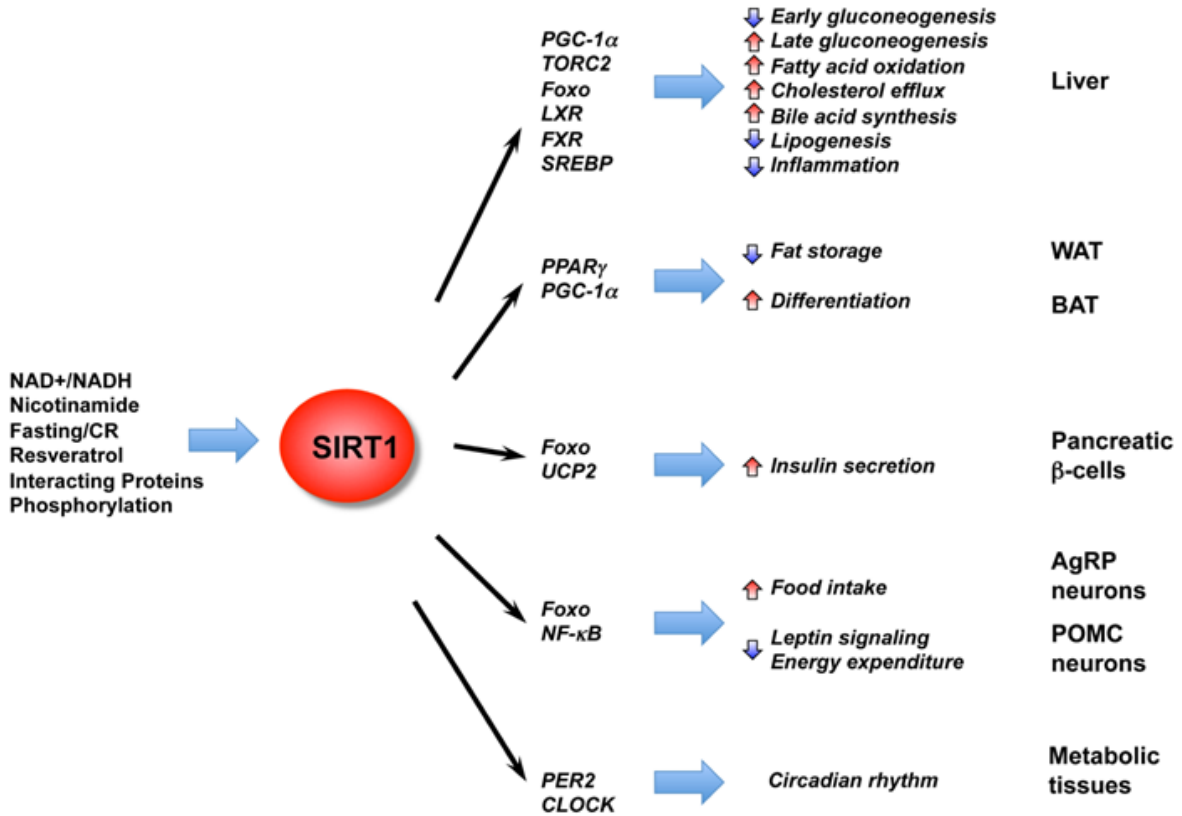 PGC-1α
TORC2
Foxo
LXR
FXR
SREBP
Early gluconeogenesis
Late gluconeogenesis
Fatty acid oxidation
Cholesterol efflux
Bile acid synthesis
Lipogenesis
Inflammation
Liver
PPARγ
PGC-1α
Fat storage
Differentiation
WAT
BAT
NAD+/NADH
Nicotinamide
Fasting/CR
Resveratrol
Interacting Proteins
Phosphorylation
SIRT1
Foxo
UCP2
Insulin secretion
Pancreatic
β-cells
Foxo
NF-κB
Food intake
Leptin signaling
Energy expenditure
AgRP
neurons
POMC
neurons
PER2
CLOCK
Circadian rhythm
Metabolic
tissues